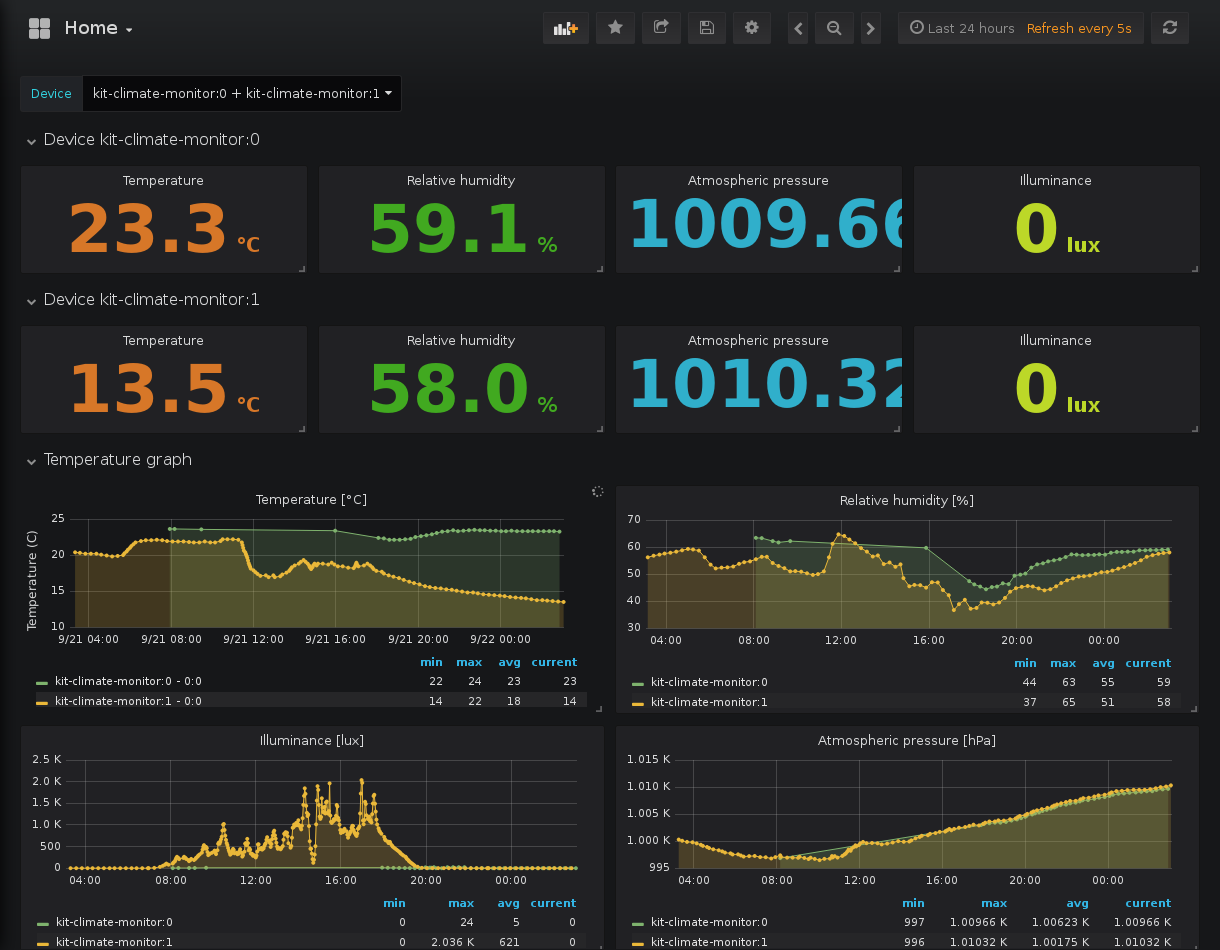 Home
Last 24 hours Refresh every 5s
Device kit-climate-monitor:0 + kit-climate-monitor:1
Device kit-climate-monitor:0
Temperature Relative humidity Atmospheric pressure Illuminance
23.3 °C 59.1 % 1009.66 0 lux
Device kit-climate-monitor:1
Temperature Relative humidity Atmospheric pressure Illuminance
13.5 °C 58.0 % 1010.32 0 lux
Temperature graph
Temperature [°C]
Temperature (C)
25
20
15
10
9/21 04:00 9/21 08:00 9/21 12:00 9/21 16:00 9/21 20:00 9/22 00:00
min max avg current
kit-climate-monitor:0 - 0:0 22 24 23 23
kit-climate-monitor:1 - 0:0 14 22 18 14
Relative humidity [%]
70
60
50
40
30
04:00 08:00 12:00 16:00 20:00 00:00
min max avg current
kit-climate-monitor:0 44 63 55 59
kit-climate-monitor:1 37 65 51 58
Illuminance [lux]
2.5 K
2.0 K
1.5 K
1.0 K
500
0
04:00 08:00 12:00 16:00 20:00 00:00
min max avg current
kit-climate-monitor:0 0 24 5 0
kit-climate-monitor:1 0 2.036 K 621 0
Atmospheric pressure [hPa]
1.015 K
1.010 K
1.005 K
1.000 K
995
04:00 08:00 12:00 16:00 20:00 00:00
min max avg current
kit-climate-monitor:0 997 1.00966 K 1.00623 K 1.00966 K
kit-climate-monitor:1 996 1.01032 K 1.00175 K 1.01032 K